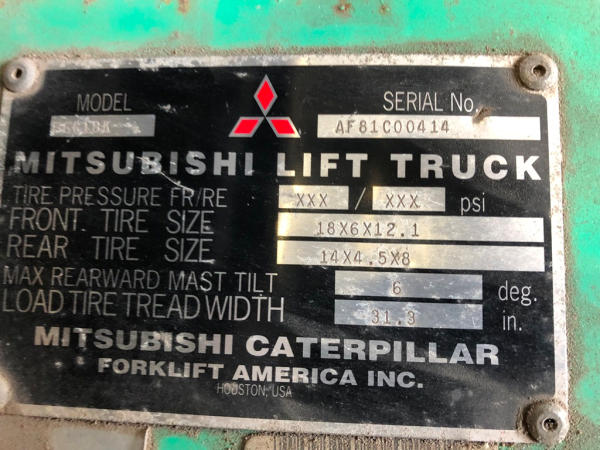 MODEL
SERIAL No.
AF81C00414
MITSUBISHI LIFT TRUCK
TIRE PRESSURE FR/RE XXX / XXX psi
FRONT TIRE SIZE 18X6X12.1
REAR TIRE SIZE 14X4.5X8
MAX REARWARD MAST TILT 6 deg.
LOAD TIRE TREAD WIDTH 31.3 in.
MITSUBISHI CATERPILLAR
FORKLIFT AMERICA INC.
HOUSTON, USA